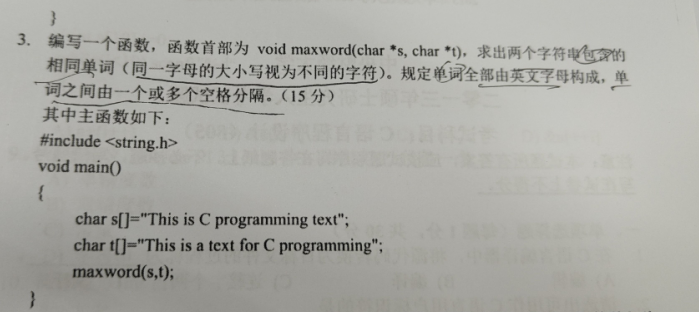 }
3. 编写一个函数，函数首部为 void maxword(char *s, char *t)，求出两个字符串包含的
相同单词（同一字母的大小写视为不同的字符）。规定单词全部由英文字母构成，单
词之间由一个或多个空格分隔。（15 分）
其中主函数如下：
#include <string.h>
void main()
{
char s[]="This is C programming text";
char t[]="This is a text for C programming";
maxword(s,t);
}